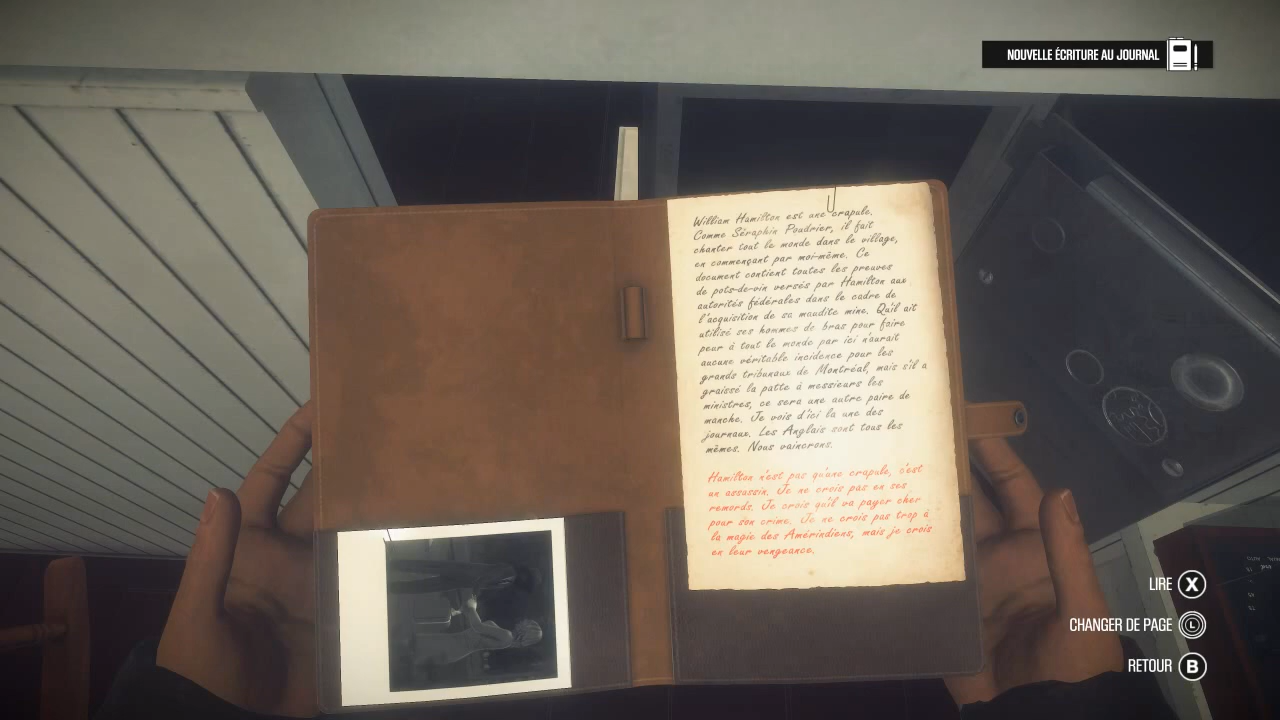 NOUVELLE ÉCRITURE AU JOURNAL
William Hamilton est une crapule.
Comme Séraphin Poudrier, il fait
chanter tout le monde dans le village,
en commençant par moi-même. Ce
document contient toutes les preuves
de pots-de-vin versés par Hamilton aux
autorités fédérales dans le cadre de
l'acquisition de sa maudite mine. Qu'il ait
utilisé ses hommes de bras pour faire
peur à tout le monde par ici n'aurait
aucune véritable incidence pour les
grands tribunaux de Montréal, mais s'il a
graissé la patte à messieurs les
ministres, ce sera une autre paire de
manche. Je vois d'ici la une des
journaux. Les Anglais sont tous les
mêmes. Nous vaincrons.
Hamilton n'est pas qu'une crapule, c'est
un assassin. Je ne crois pas en ses
remords. Je crois qu'il va payer cher
pour son crime. Je ne crois pas trop à
la magie des Amérindiens, mais je crois
en leur vengeance.
LIRE X
CHANGER DE PAGE L
RETOUR B